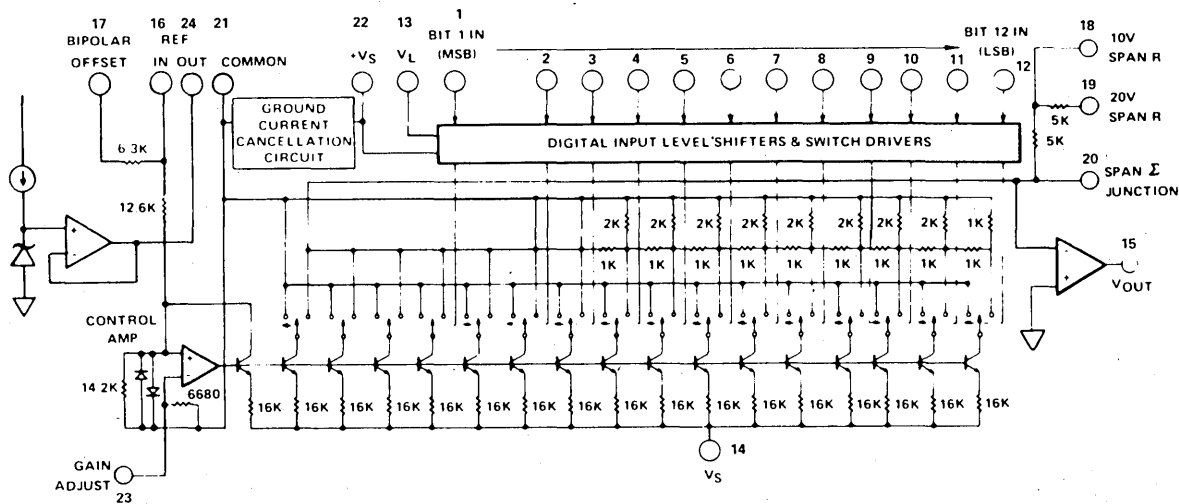 17 16 24 21 22 13 1 18
BIPOLAR REF +VS VL BIT 1 IN BIT 12 IN 10V
OFFSET IN OUT COMMON (MSB) (LSB) SPAN R
2 3 4 5 6 7 8 9 10 11 12
19
20V
SPAN R
5K
5K
GROUND
CURRENT
CANCELLATION
CIRCUIT
DIGITAL INPUT LEVEL SHIFTERS & SWITCH DRIVERS
6.3K
20
SPAN Σ
JUNCTION
12.6K
2K 2K 2K 2K 2K 2K 2K 2K 1K
1K 1K 1K 1K 1K 1K 1K 1K 1K
15
VOUT
CONTROL
AMP
14 2K
6680
16K 16K 16K 16K 16K 16K 16K 16K 16K 16K 16K 16K 16K 16K 16K 16K
14
VS
GAIN
ADJUST
23